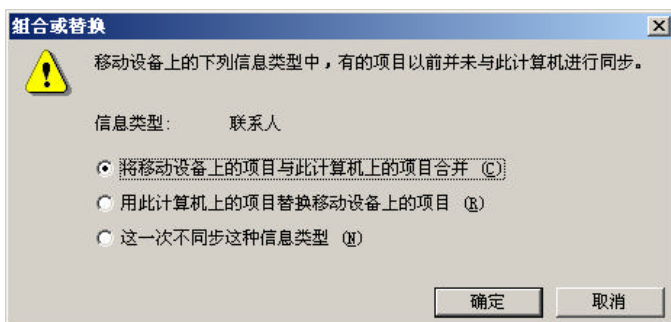 组合或替换
移动设备上的下列信息类型中，有的项目以前并未与此计算机进行同步。
信息类型: 联系人
将移动设备上的项目与此计算机上的项目合并 (C)
用此计算机上的项目替换移动设备上的项目 (R)
这一次不同步这种信息类型 (N)
确定 取消